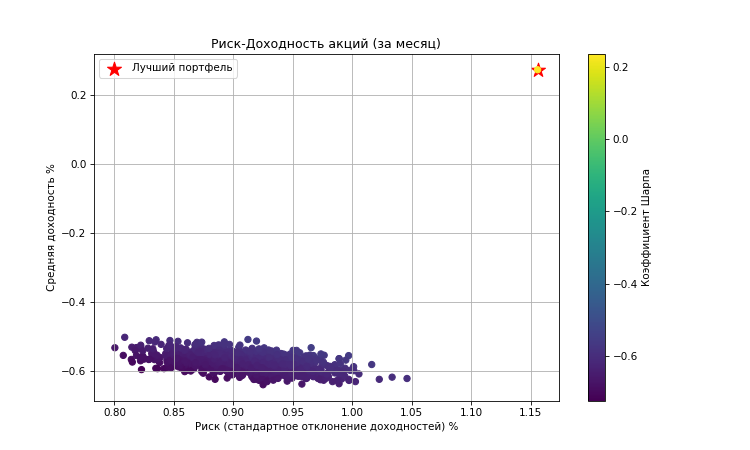 Риск-Доходность акций (за месяц)
Лучший портфель
Средняя доходность %
0.2
0.0
−0.2
−0.4
−0.6
0.80 0.85 0.90 0.95 1.00 1.05 1.10 1.15
Риск (стандартное отклонение доходностей) %
0.2
0.0
−0.2
−0.4
−0.6
Коэффициент Шарпа